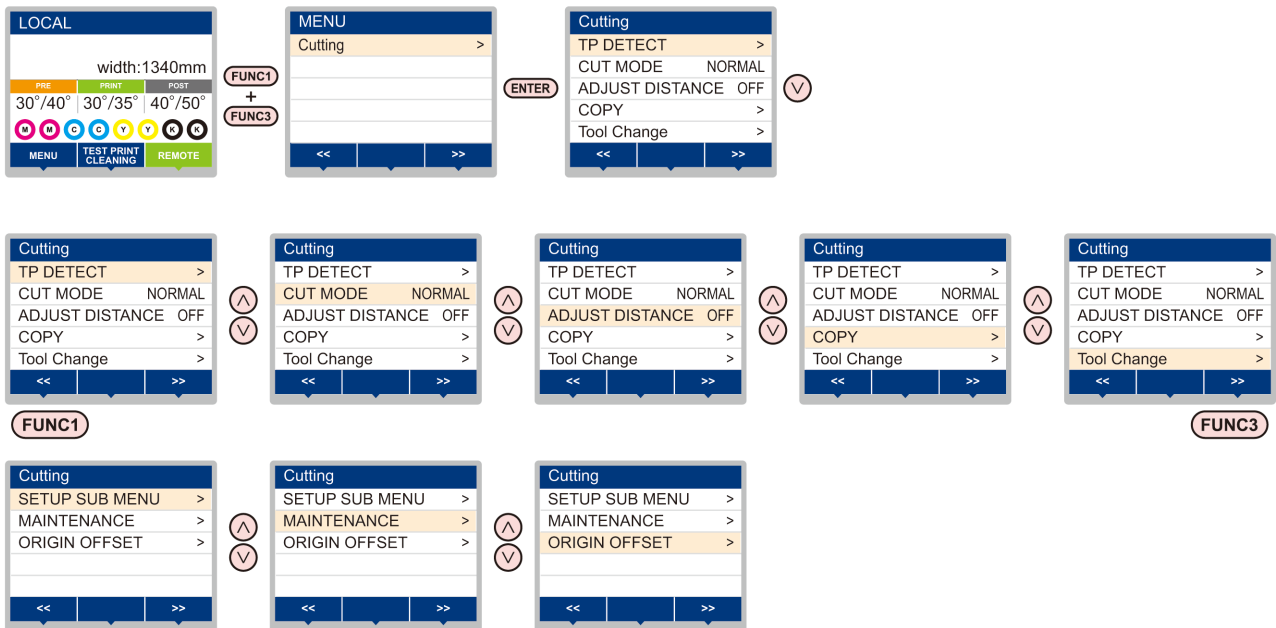 LOCAL
width:1340mm
PRE PRINT POST
30°/40° 30°/35° 40°/50°
M M C C Y Y K K
MENU TEST PRINT CLEANING REMOTE
FUNC1
+
FUNC3
MENU
Cutting >
<< >>
ENTER
Cutting
TP DETECT >
CUT MODE NORMAL
ADJUST DISTANCE OFF
COPY >
Tool Change >
<< >>
Cutting
TP DETECT >
CUT MODE NORMAL
ADJUST DISTANCE OFF
COPY >
Tool Change >
<< >>
Cutting
TP DETECT >
CUT MODE NORMAL
ADJUST DISTANCE OFF
COPY >
Tool Change >
<< >>
Cutting
TP DETECT >
CUT MODE NORMAL
ADJUST DISTANCE OFF
COPY >
Tool Change >
<< >>
Cutting
TP DETECT >
CUT MODE NORMAL
ADJUST DISTANCE OFF
COPY >
Tool Change >
<< >>
Cutting
TP DETECT >
CUT MODE NORMAL
ADJUST DISTANCE OFF
COPY >
Tool Change >
<< >>
FUNC1
FUNC3
Cutting
SETUP SUB MENU >
MAINTENANCE >
ORIGIN OFFSET >
<< >>
Cutting
SETUP SUB MENU >
MAINTENANCE >
ORIGIN OFFSET >
<< >>
Cutting
SETUP SUB MENU >
MAINTENANCE >
ORIGIN OFFSET >
<< >>